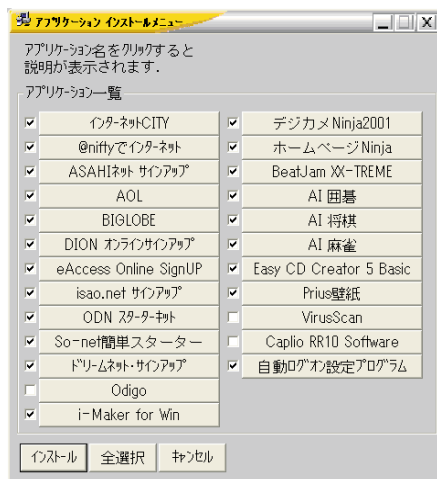 アプリケーション インストールメニュー
アプリケーション名をクリックすると
説明が表示されます.
アプリケーション一覧
インターネットCITY
@niftyでインターネット
ASAHIネット サインアップ
AOL
BIGLOBE
DION オンラインサインアップ
eAccess Online SignUP
isao.net サインアップ
ODN スターターキット
So-net簡単スターター
ドリームネット・サインアップ
Odigo
i-Maker for Win
デジカメNinja2001
ホームページNinja
BeatJam XX-TREME
AI 囲碁
AI 将棋
AI 麻雀
Easy CD Creator 5 Basic
Prius壁紙
VirusScan
Caplio RR10 Software
自動ログオン設定プログラム
インストール 全選択 キャンセル